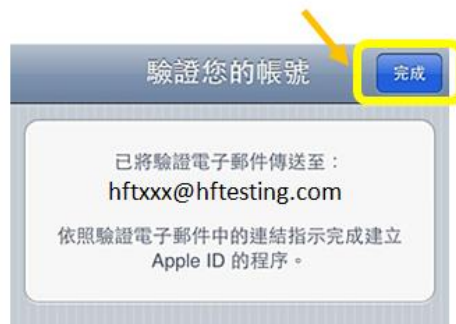 驗證您的帳號
完成
已將驗證電子郵件傳送至：
hftxxx@hftesting.com
依照驗證電子郵件中的連結指示完成建立
Apple ID 的程序。